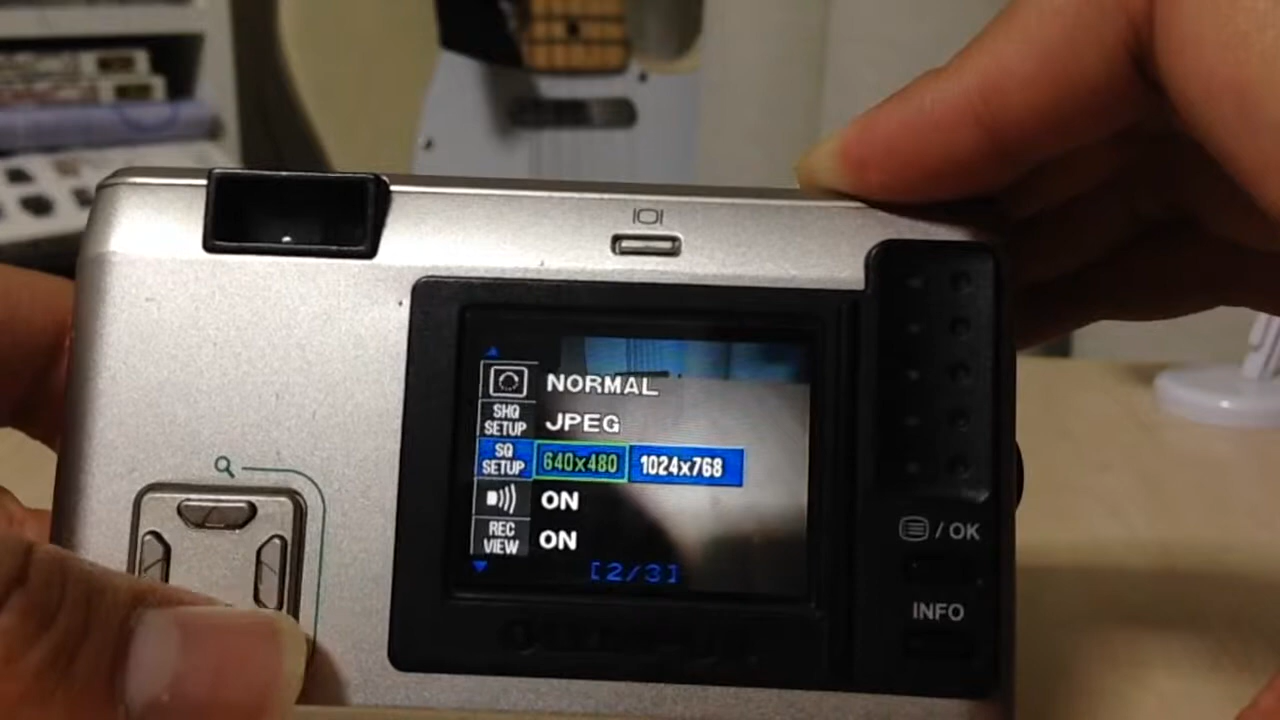 NORMAL
SHQ SETUP JPEG
SQ SETUP 640x480 1024x768
ON
REC VIEW ON
[2/3]
/ OK
INFO